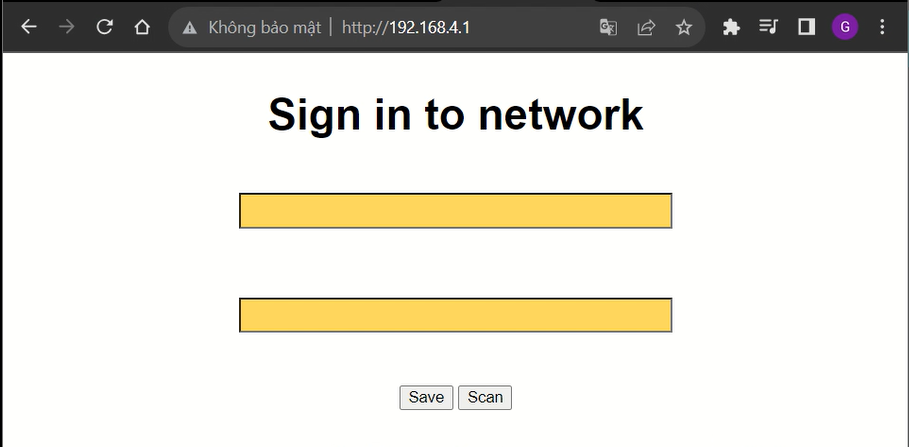 Không bảo mật | http://192.168.4.1
G
Sign in to network
Save Scan